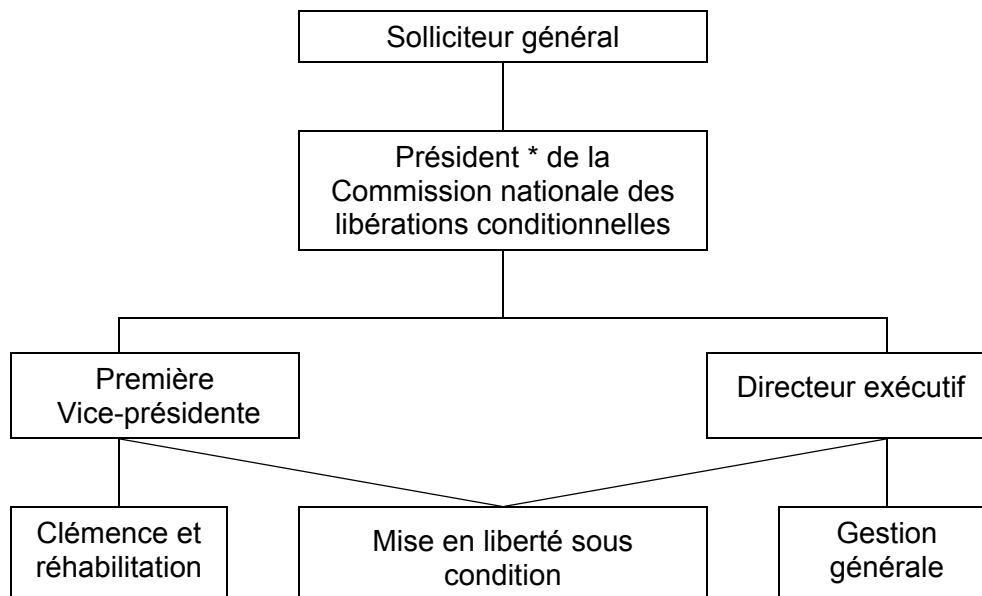 Solliciteur général
Président * de la
Commission nationale des
libérations conditionnelles
Première
Vice-présidente
Directeur exécutif
Clémence et
réhabilitation
Mise en liberté sous
condition
Gestion
générale